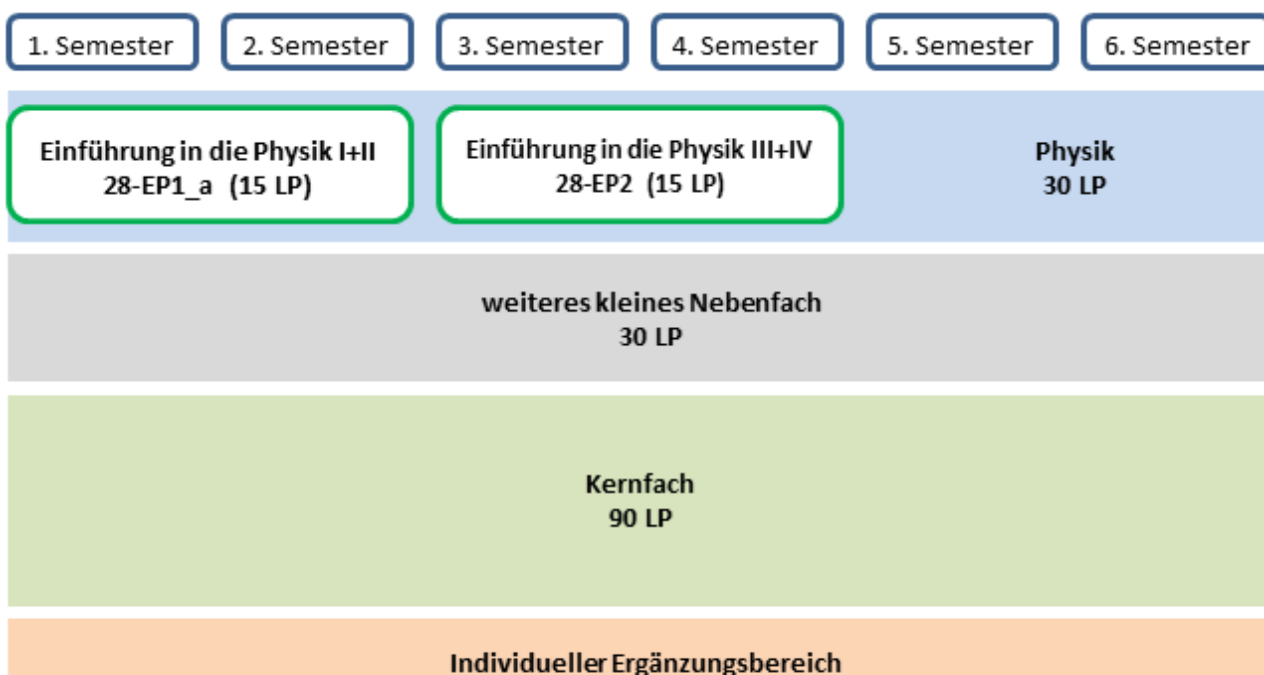 1. Semester 2. Semester 3. Semester 4. Semester 5. Semester 6. Semester
Einführung in die Physik I+II
28-EP1_a (15 LP)
Einführung in die Physik III+IV
28-EP2 (15 LP)
Physik
30 LP
weiteres kleines Nebenfach
30 LP
Kernfach
90 LP
Individueller Ergänzungsbereich